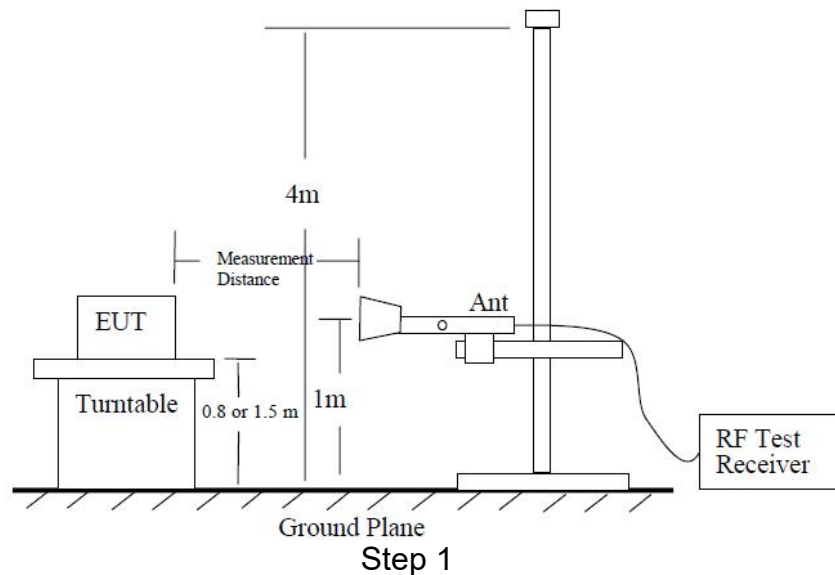 4m
Measurement
Distance
Ant
EUT
Turntable
0.8 or 1.5 m
1m
RF Test
Receiver
Ground Plane
Step 1